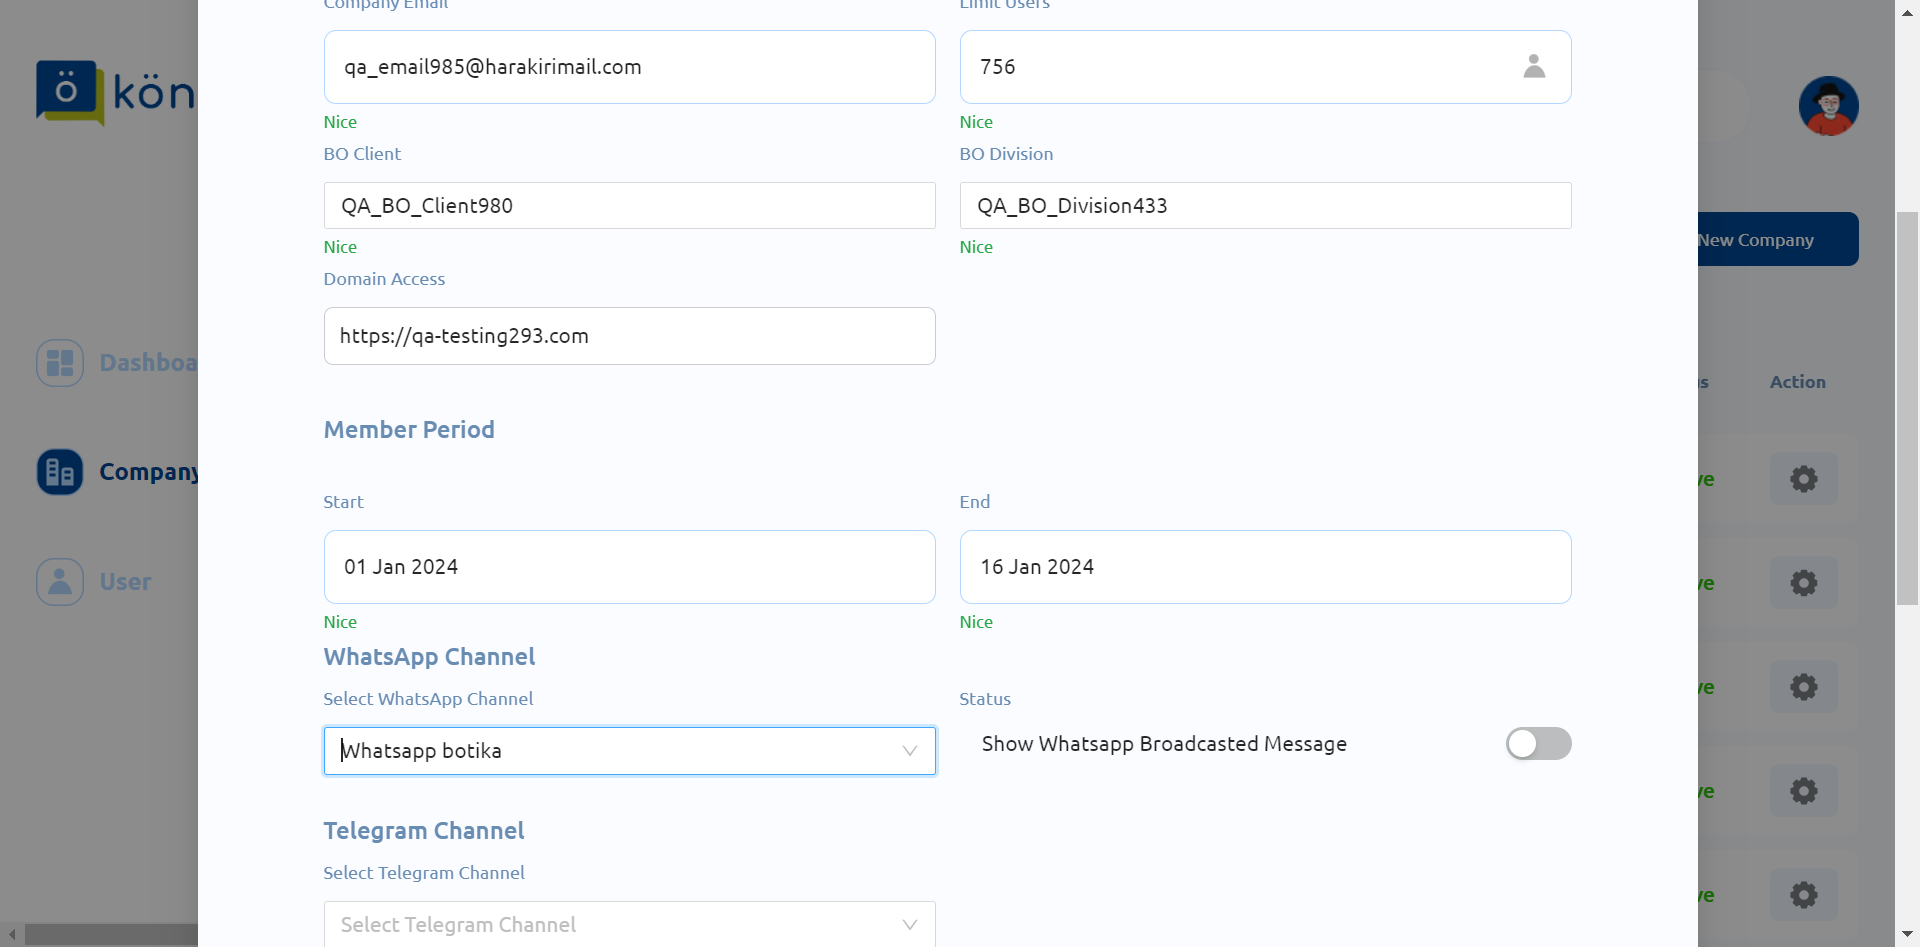 Company Email
Limit Users
qa_email985@harakirimail.com
756
Nice
Nice
BO Client
BO Division
QA_BO_Client980
QA_BO_Division433
Nice
Nice
Domain Access
https://qa-testing293.com
Member Period
Start
End
01 Jan 2024
16 Jan 2024
Nice
Nice
WhatsApp Channel
Select WhatsApp Channel
Status
Whatsapp botika
Show Whatsapp Broadcasted Message
Telegram Channel
Select Telegram Channel
Select Telegram Channel
ö kön
Dashboa
Company
User
New Company
us
Action
ve
ve
ve
ve
ve